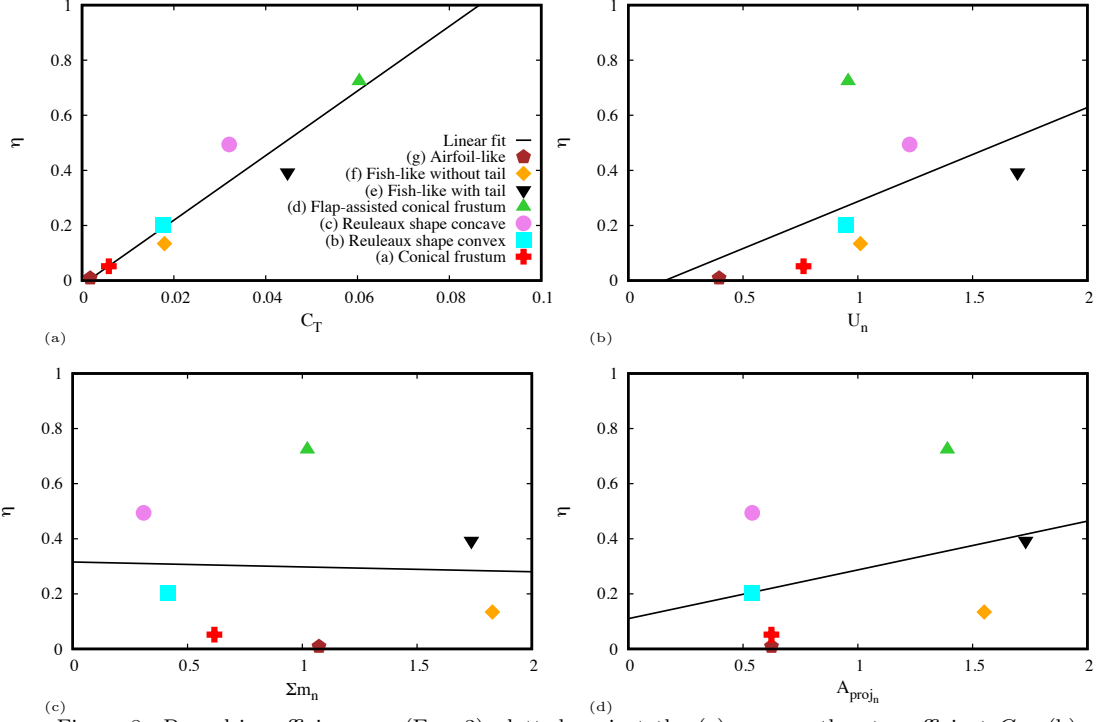 1
0.8
0.6
0.4
0.2
0
η
0
0.02
0.04
0.06
0.08
0.1
C_T
(a)
Linear fit
(g) Airfoil-like
(f) Fish-like without tail
(e) Fish-like with tail
(d) Flap-assisted conical frustum
(c) Reuleaux shape concave
(b) Reuleaux shape convex
(a) Conical frustum
1
0.8
0.6
0.4
0.2
0
η
0
0.5
1
1.5
2
U_n
(b)
1
0.8
0.6
0.4
0.2
0
η
0
0.5
1
1.5
2
Σm_n
(c)
1
0.8
0.6
0.4
0.2
0
η
0
0.5
1
1.5
2
A_proj_n
(d)